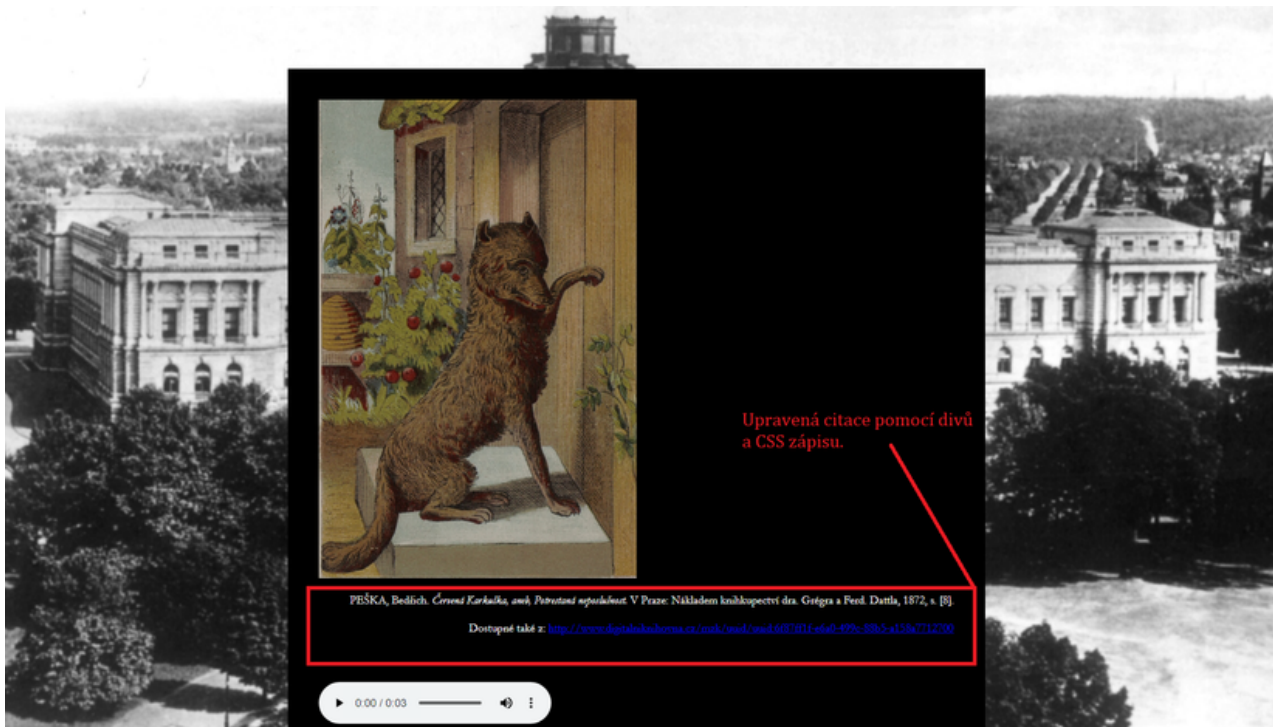 Upravená citace pomocí divů
a CSS zápisu.
PEŠKA, Bedřich. Červená Karkulka, aneb, Potrestaná neposlušnost. V Praze: Nákladem knihkupectví dra. Grégra a Ferd. Dattla, 1872, s. [8].
Dostupné také z:
0:00 / 0:03